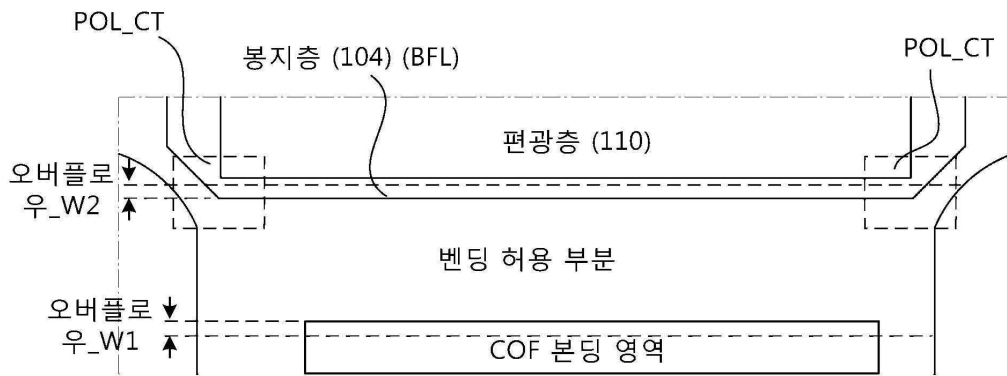 POL_CT
봉지층 (104) (BFL)
POL_CT
편광층 (110)
오버플로
우_W2
벤딩 허용 부분
오버플로
우_W1
COF 본딩 영역